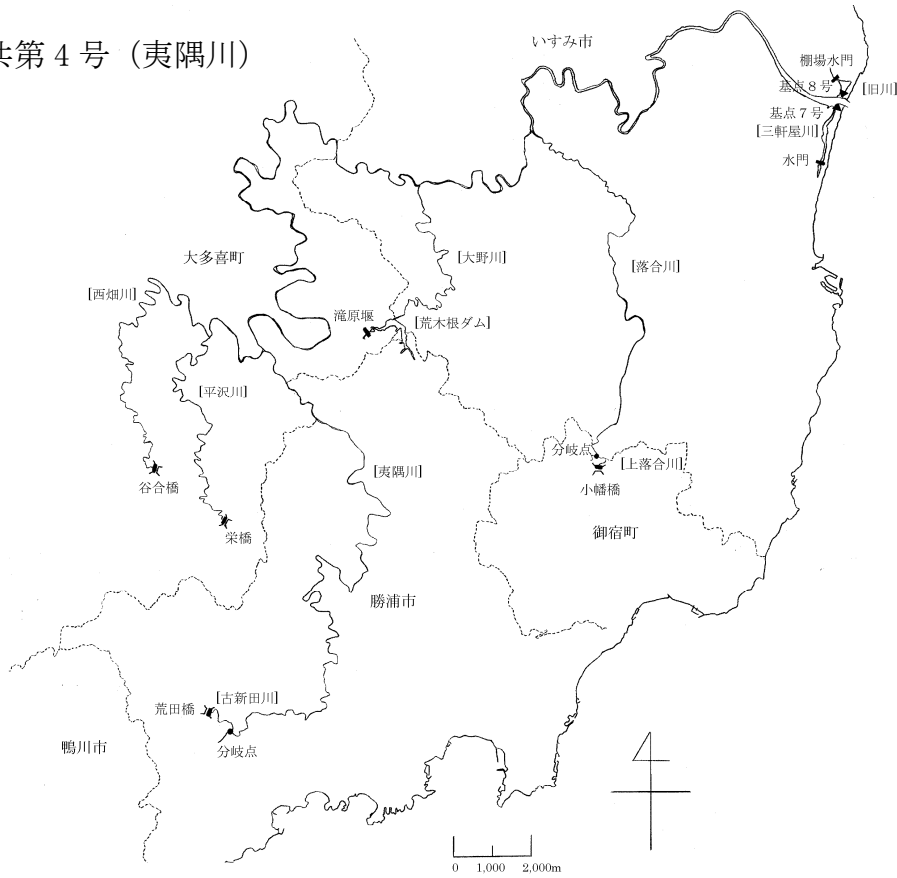 共第４号（夷隅川）
いすみ市
棚場水門
基点８号
[旧川]
基点７号
[三軒屋川]
水門
大多喜町
[大野川]
[落合川]
[西畑川]
滝原堰
[荒木根ダム]
[平沢川]
分岐点
[上落合川]
[夷隅川]
谷合橋
小幡橋
栄橋
御宿町
勝浦市
[古新田川]
荒田橋
鴨川市
分岐点
0 1,000 2,000m